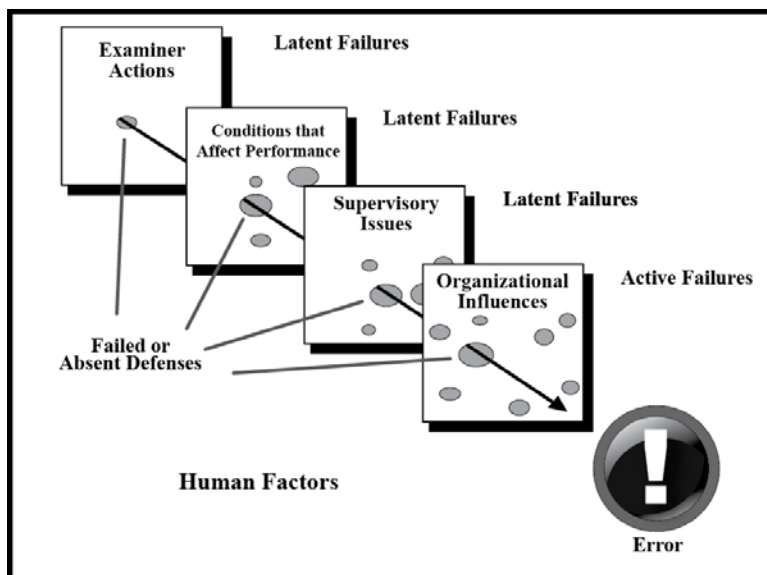 Examiner
Actions
Latent Failures
Conditions that
Affect Performance
Latent Failures
Supervisory
Issues
Latent Failures
Organizational
Influences
Active Failures
Failed or
Absent Defenses
Human Factors
!
Error